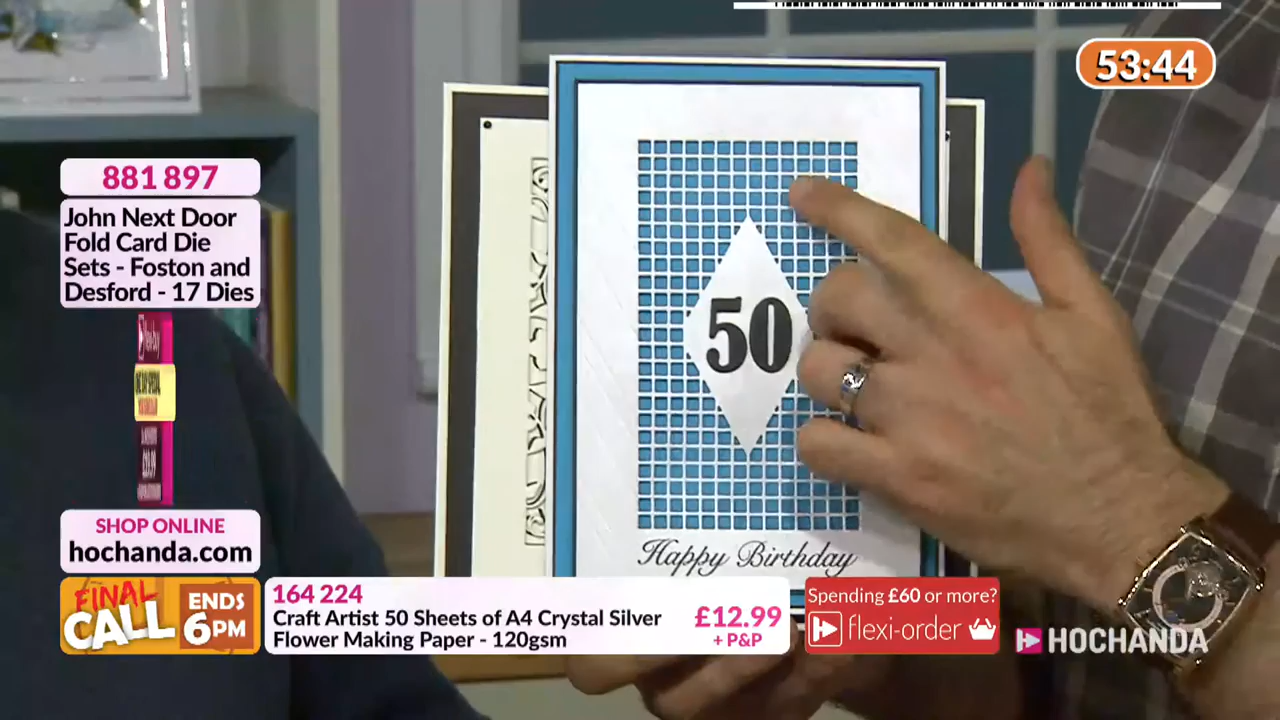 53:44
881 897
John Next Door
Fold Card Die
Sets - Foston and
Desford - 17 Dies
50
Happy Birthday
SHOP ONLINE
hochanda.com
FINAL
CALL
ENDS
6PM
164 224
Craft Artist 50 Sheets of A4 Crystal Silver
Flower Making Paper - 120gsm
£12.99
+ P&P
Spending £60 or more?
flexi-order
HOCHANDA